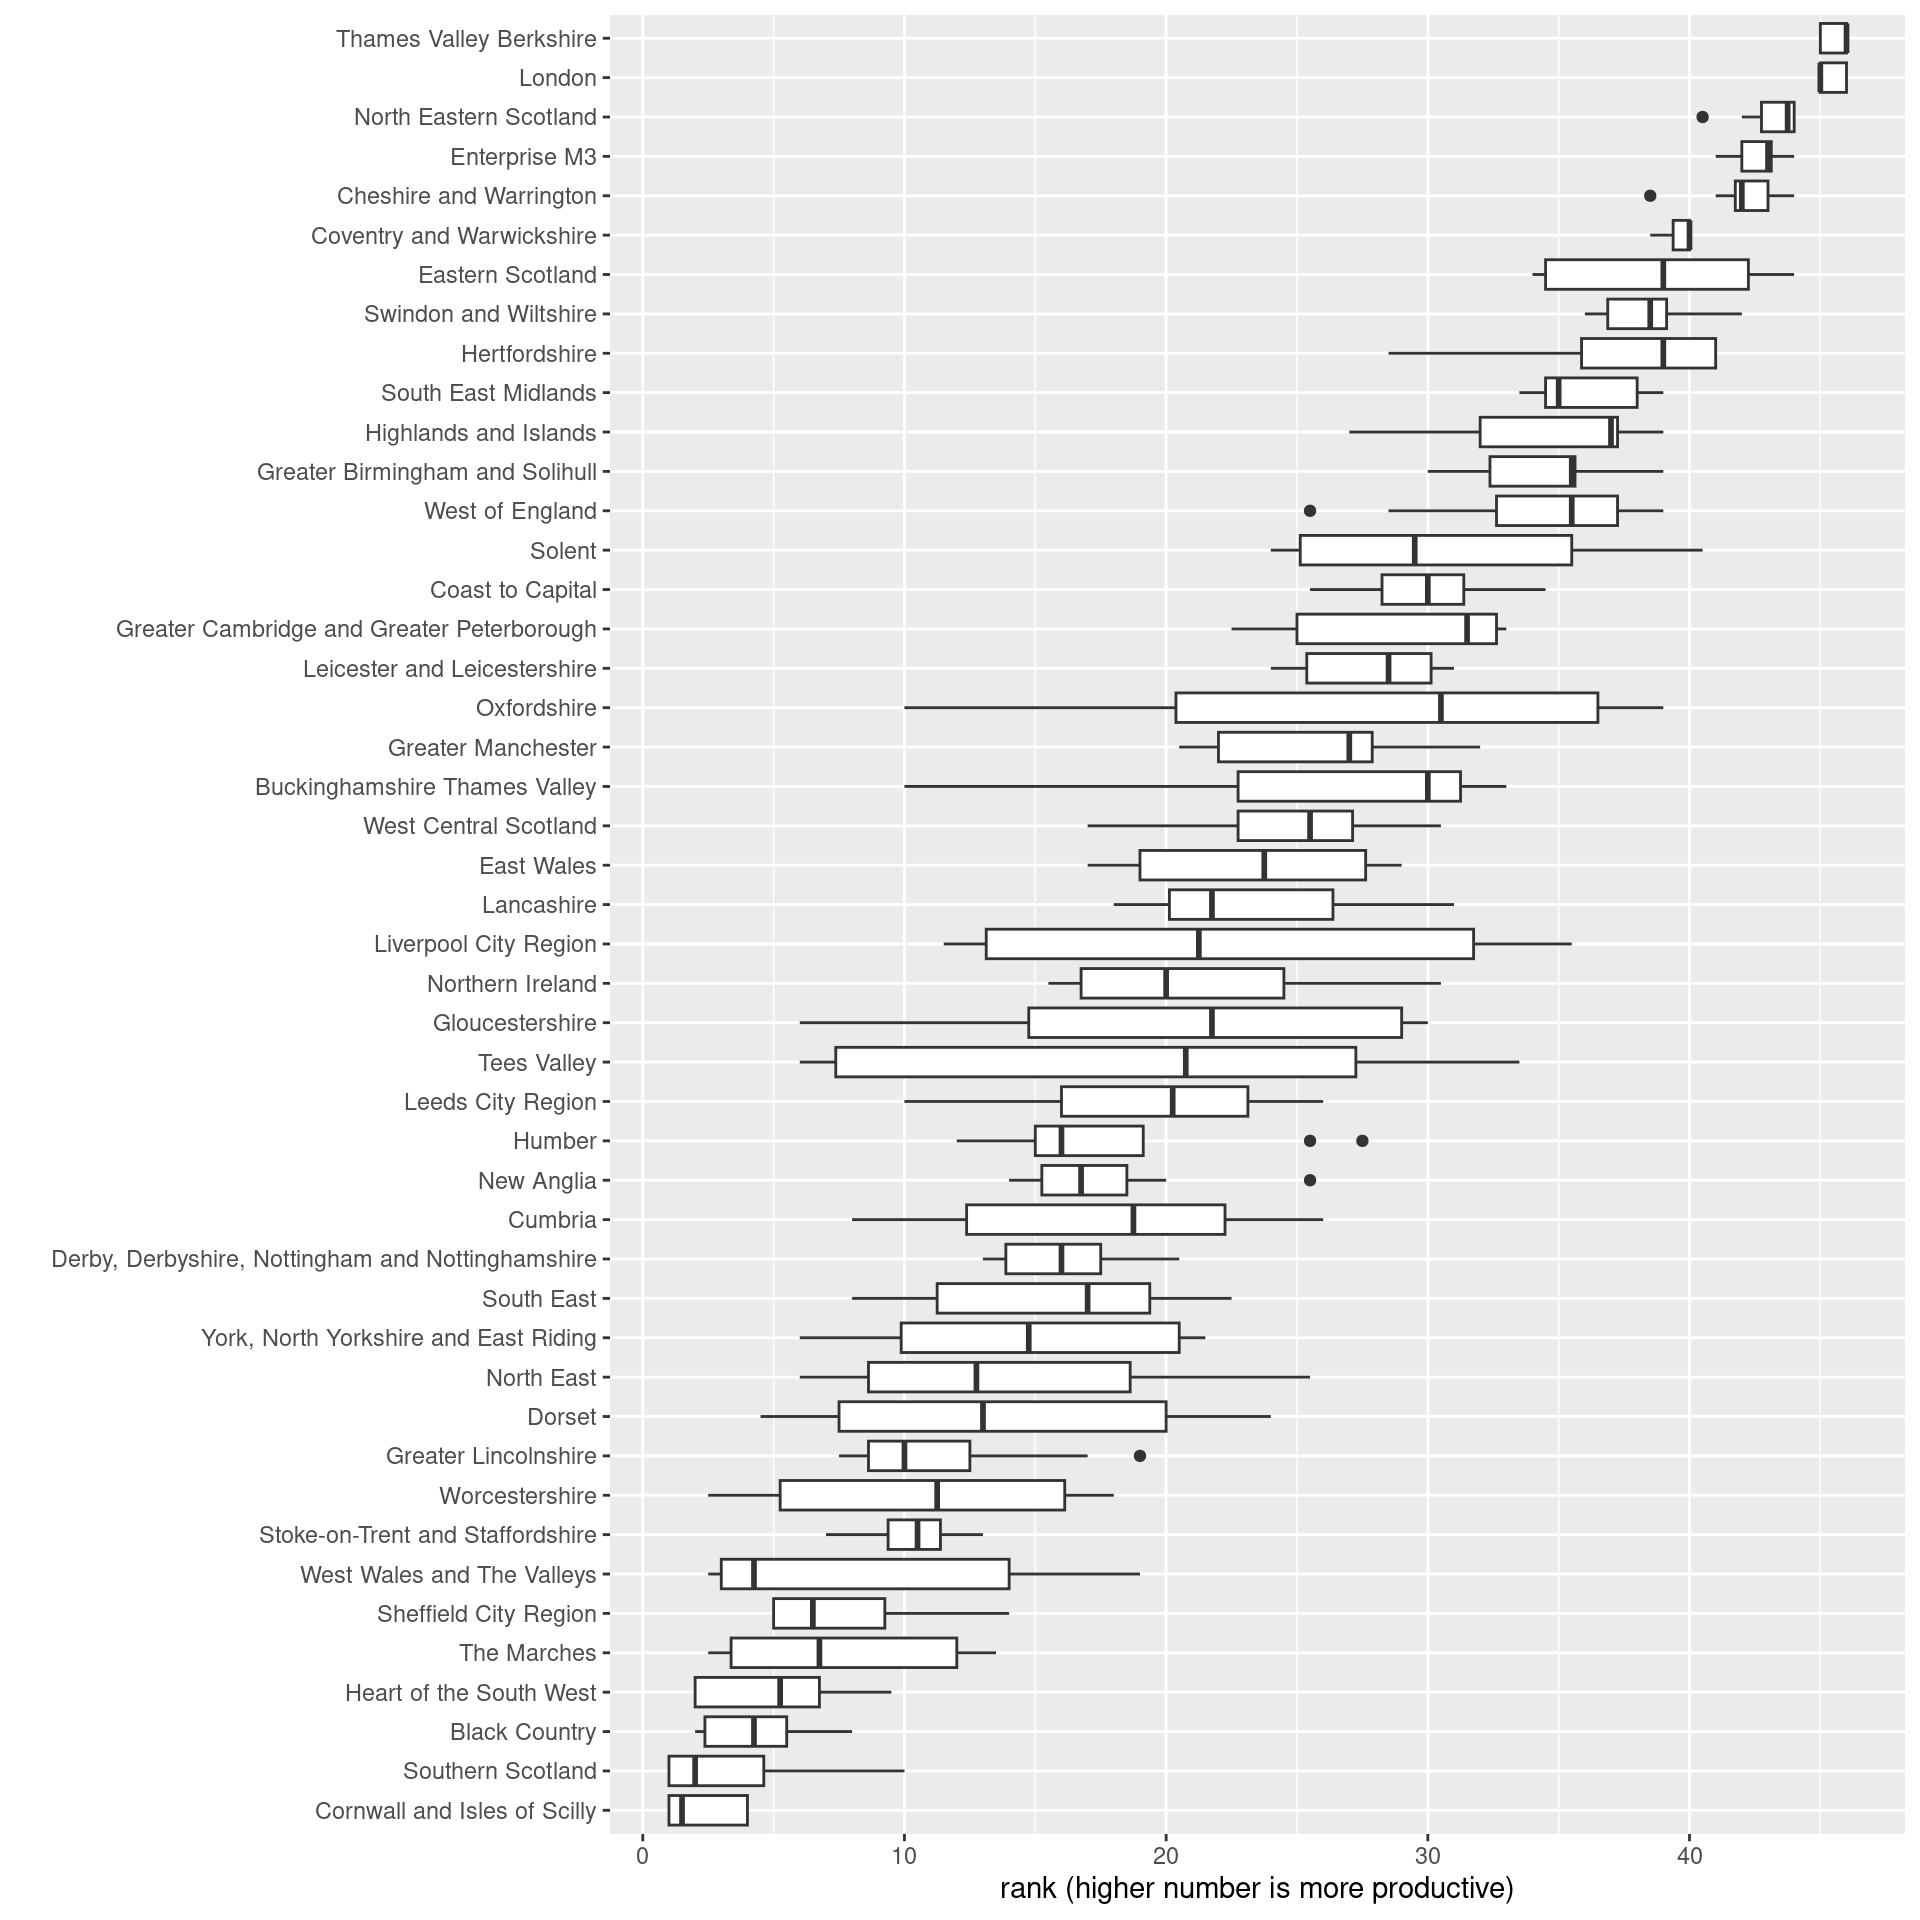 Thames Valley Berkshire
London
North Eastern Scotland
Enterprise M3
Cheshire and Warrington
Coventry and Warwickshire
Eastern Scotland
Swindon and Wiltshire
Hertfordshire
South East Midlands
Highlands and Islands
Greater Birmingham and Solihull
West of England
Solent
Coast to Capital
Greater Cambridge and Greater Peterborough
Leicester and Leicestershire
Oxfordshire
Greater Manchester
Buckinghamshire Thames Valley
West Central Scotland
East Wales
Lancashire
Liverpool City Region
Northern Ireland
Gloucestershire
Tees Valley
Leeds City Region
Humber
New Anglia
Cumbria
Derby, Derbyshire, Nottingham and Nottinghamshire
South East
York, North Yorkshire and East Riding
North East
Dorset
Greater Lincolnshire
Worcestershire
Stoke-on-Trent and Staffordshire
West Wales and The Valleys
Sheffield City Region
The Marches
Heart of the South West
Black Country
Southern Scotland
Cornwall and Isles of Scilly
0 10 20 30 40
rank (higher number is more productive)